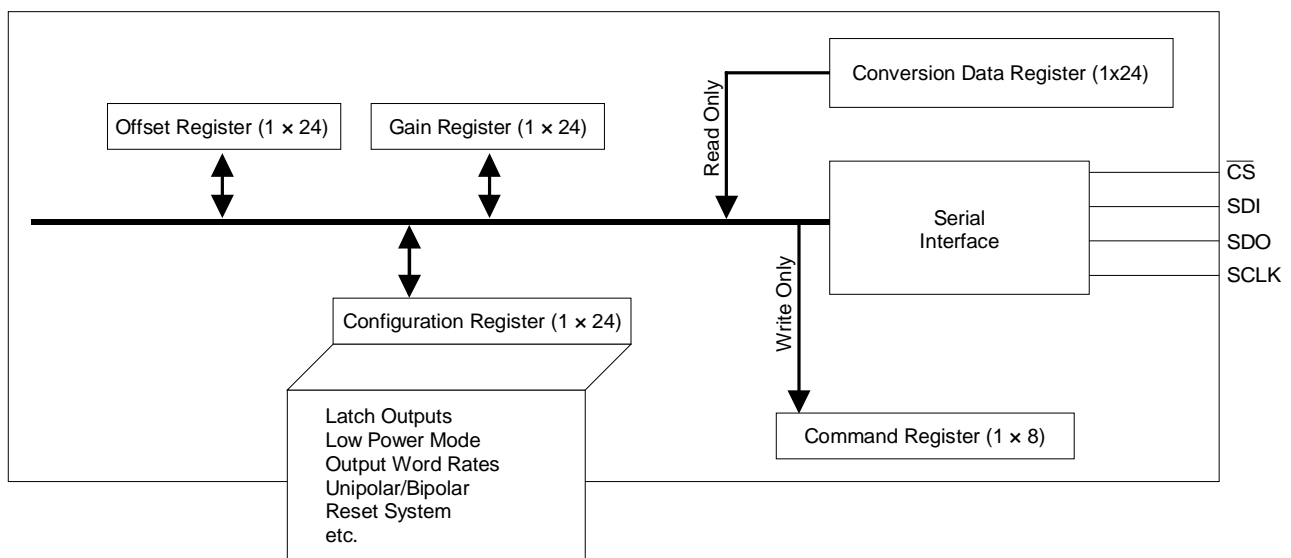 Conversion Data Register (1x24)
Offset Register (1 × 24)
Gain Register (1 × 24)
Read Only
Serial
Interface
CS
SDI
SDO
SCLK
Write Only
Configuration Register (1 × 24)
Latch Outputs
Low Power Mode
Output Word Rates
Unipolar/Bipolar
Reset System
etc.
Command Register (1 × 8)